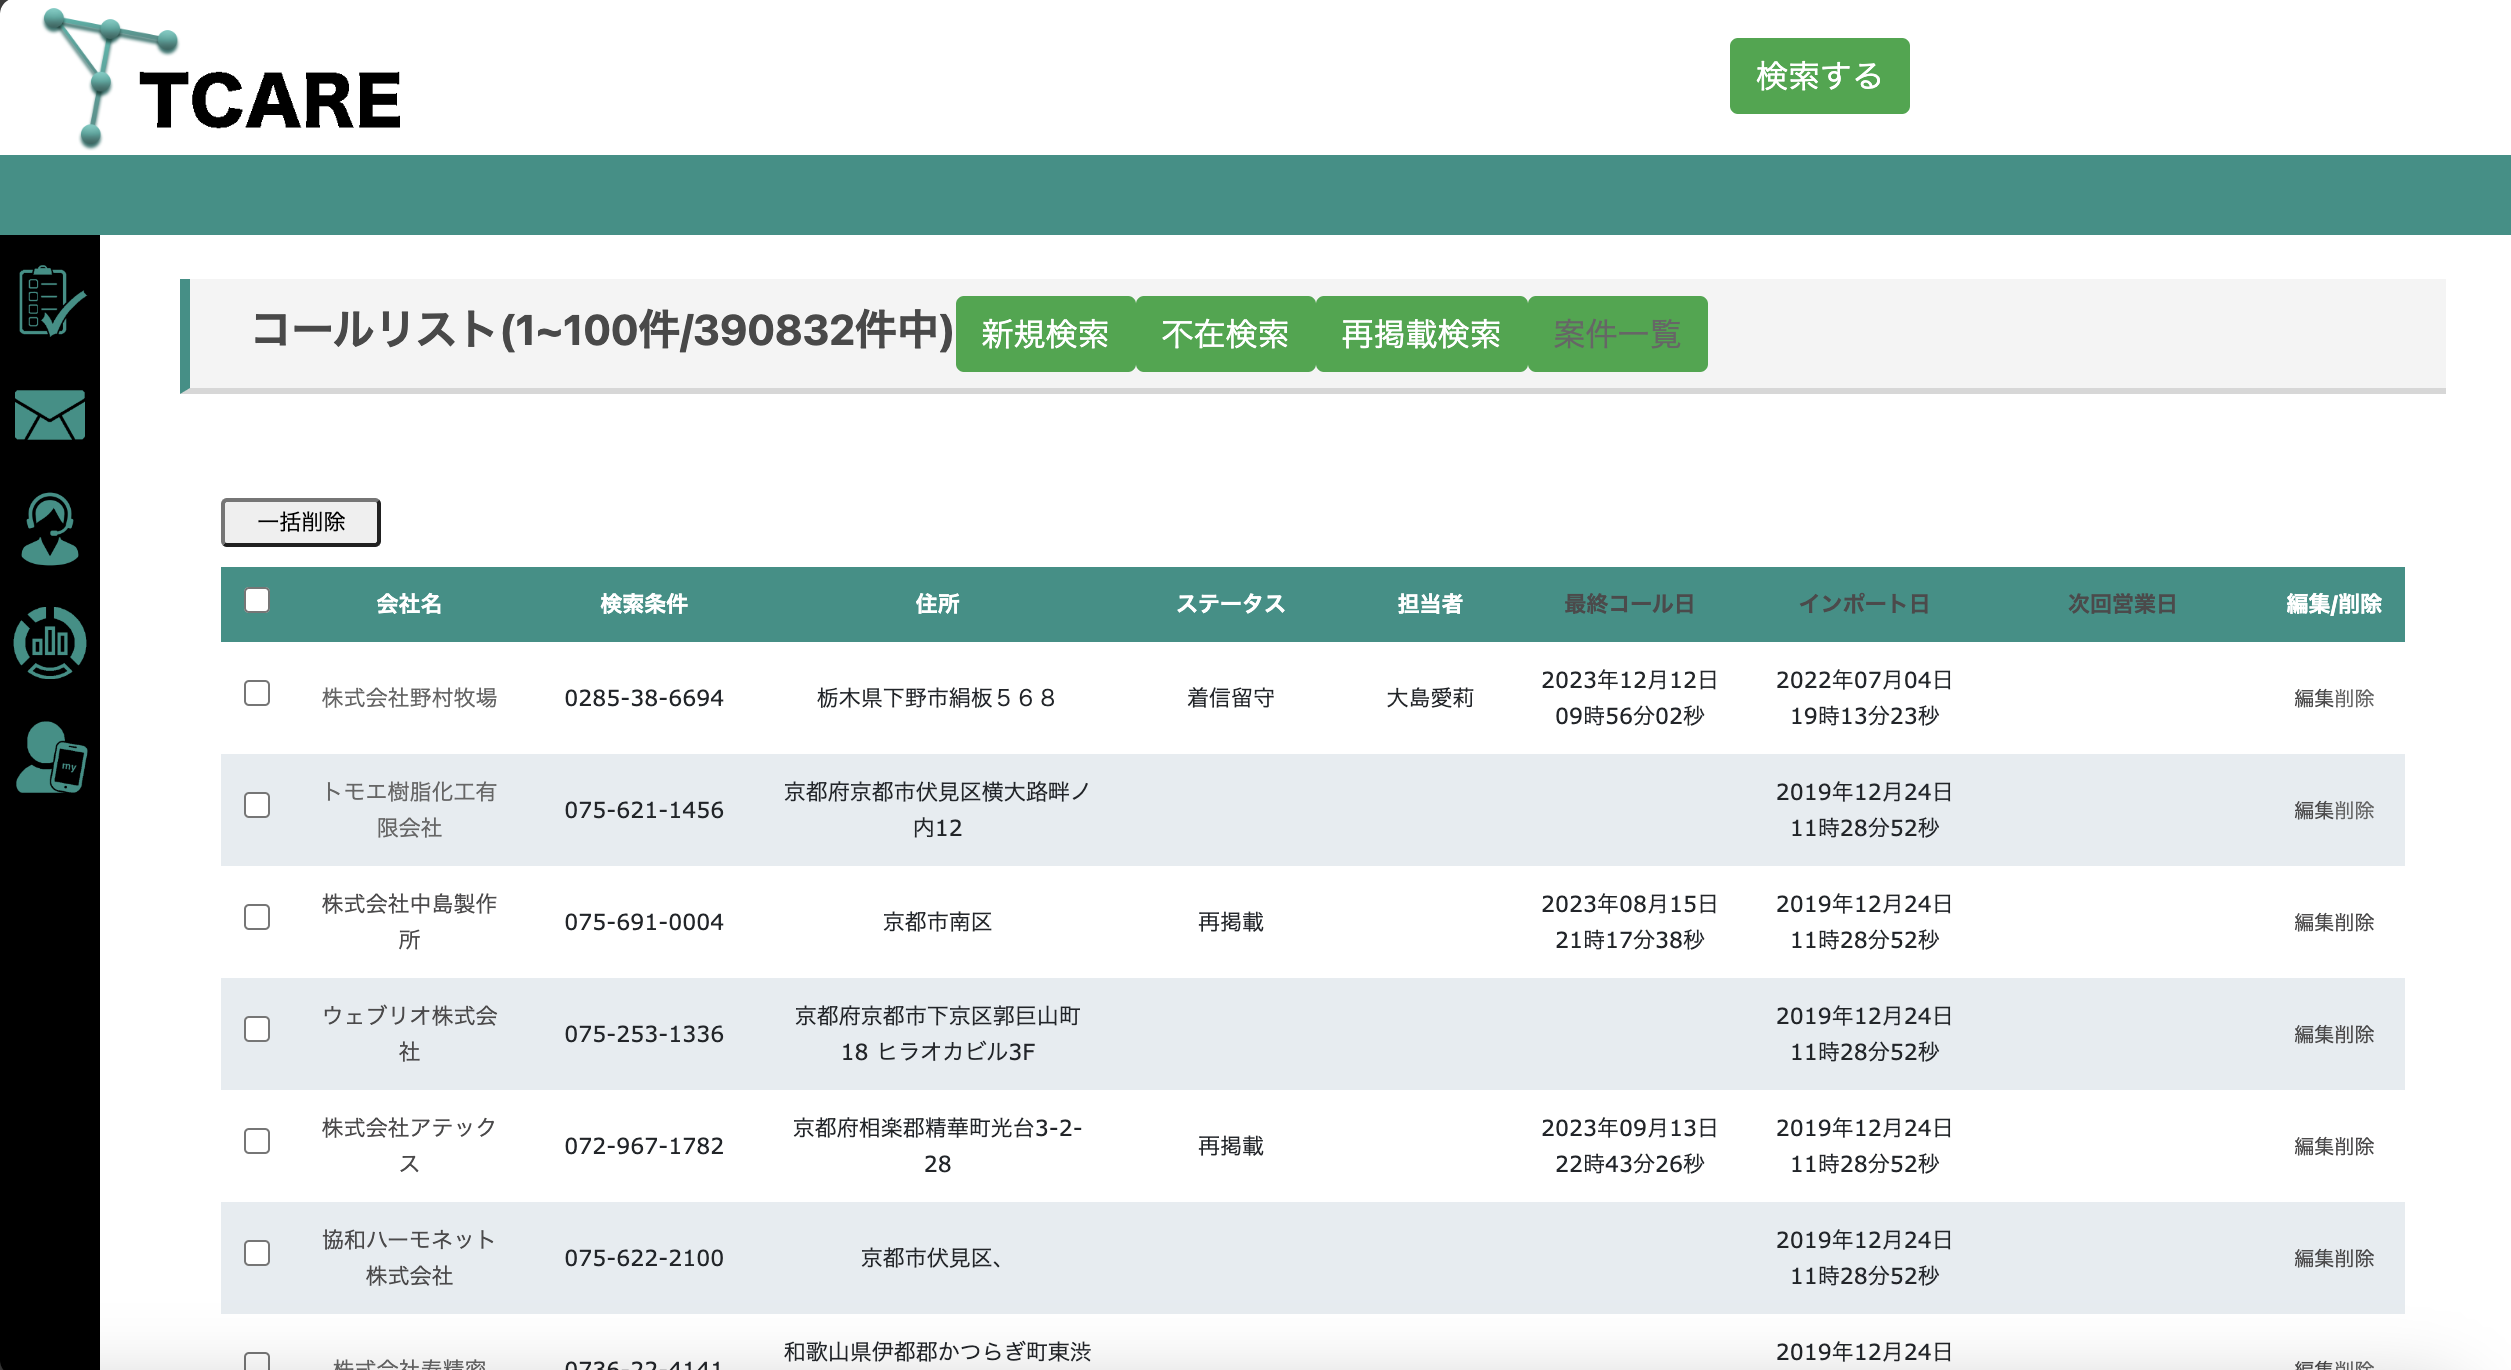 TCARE
検索する
コールリスト(1~100件/390832件中) 新規検索 不在検索 再掲載検索 案件一覧
一括削除
会社名 検索条件 住所 ステータス 担当者 最終コール日 インポート日 次回営業日 編集/削除
株式会社野村牧場 0285-38-6694 栃木県下野市絹板５６８ 着信留守 大島愛莉 2023年12月12日 2022年07月04日 編集削除
09時56分02秒 19時13分23秒
トモエ樹脂化工有 075-621-1456 京都府京都市伏見区横大路畔ノ 2019年12月24日 編集削除
限会社 内12 11時28分52秒
株式会社中島製作 075-691-0004 京都市南区 再掲載 2023年08月15日 2019年12月24日 編集削除
所 21時17分38秒 11時28分52秒
ウェブリオ株式会 075-253-1336 京都府京都市下京区郭巨山町 2019年12月24日 編集削除
社 18 ヒラオカビル3F 11時28分52秒
株式会社アテック 072-967-1782 京都府相楽郡精華町光台3-2- 再掲載 2023年09月13日 2019年12月24日 編集削除
ス 28 22時43分26秒 11時28分52秒
協和ハーモネット 075-622-2100 京都市伏見区、 2019年12月24日 編集削除
株式会社 11時28分52秒
和歌山県伊都郡かつらぎ町東渋 2019年12月24日
株式会社寿精密 0736-22-4141 編集削除
my